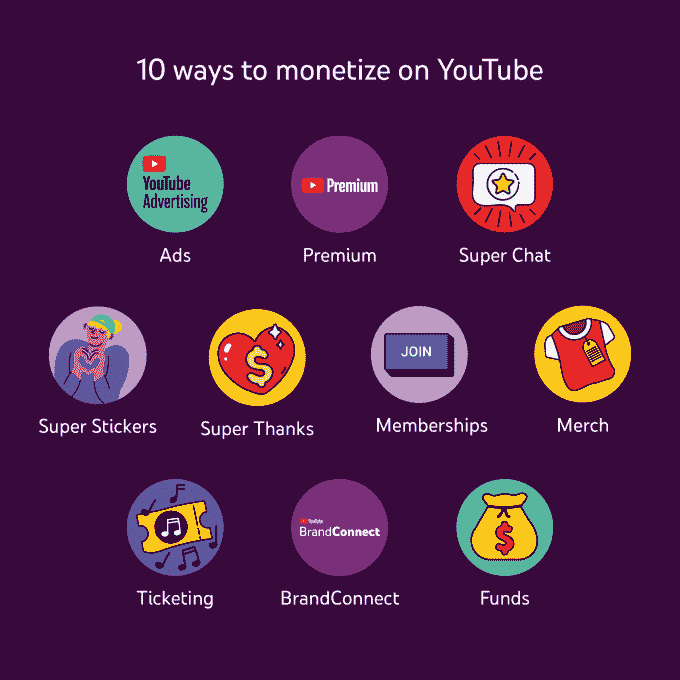 10 ways to monetize on YouTube
YouTube
Advertising
Premium
Ads
Premium
Super Chat
JOIN
Super Stickers
Super Thanks
Memberships
Merch
YouTube
BrandConnect
Ticketing
BrandConnect
Funds